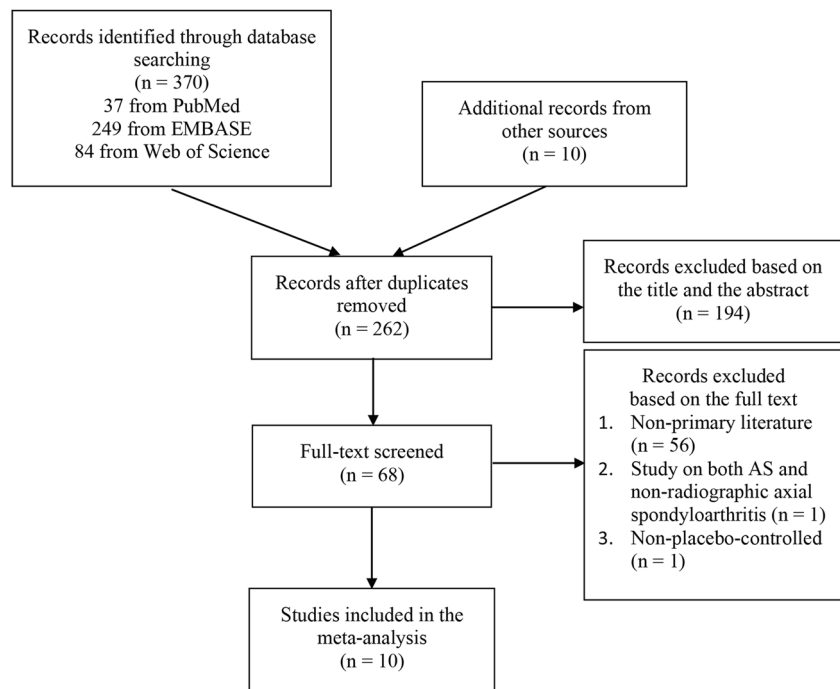 Records identified through database
searching
(n = 370)
37 from PubMed
249 from EMBASE
84 from Web of Science
Additional records from
other sources
(n = 10)
Records after duplicates
removed
(n = 262)
Records excluded based on
the title and the abstract
(n = 194)
Full-text screened
(n = 68)
Records excluded
based on the full text
1. Non-primary literature
(n = 56)
2. Study on both AS and
non-radiographic axial
spondyloarthritis (n = 1)
3. Non-placebo-controlled
(n = 1)
Studies included in the
meta-analysis
(n = 10)